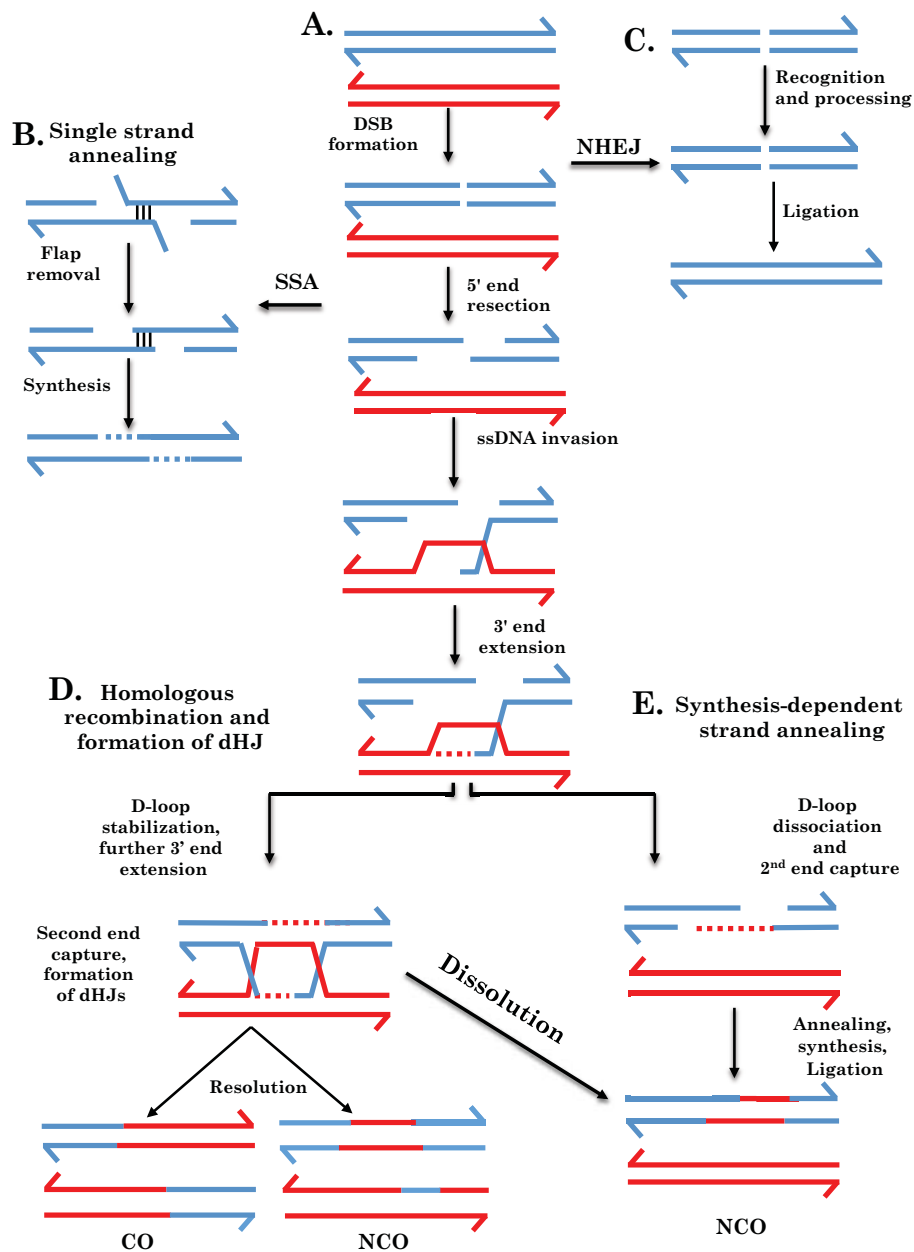 A.
DSB
formation
NHEJ
C.
Recognition
and processing
Ligation
B. Single strand
annealing
Flap
removal
SSA
Synthesis
5' end
resection
ssDNA invasion
3' end
extension
D. Homologous
recombination and
formation of dHJ
E. Synthesis-dependent
strand annealing
D-loop
stabilization,
further 3’ end
extension
D-loop
dissociation
and
2nd end capture
Second end
capture,
formation
of dHJs
Dissolution
Annealing,
synthesis,
Ligation
Resolution
CO
NCO
NCO